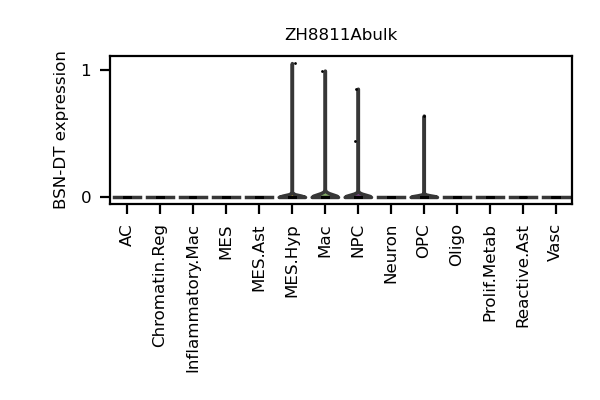 ZH8811Abulk
BSN-DT expression
1
0
AC
Chromatin.Reg
Inflammatory.Mac
MES
MES.Ast
MES.Hyp
Mac
NPC
Neuron
OPC
Oligo
Prolif.Metab
Reactive.Ast
Vasc